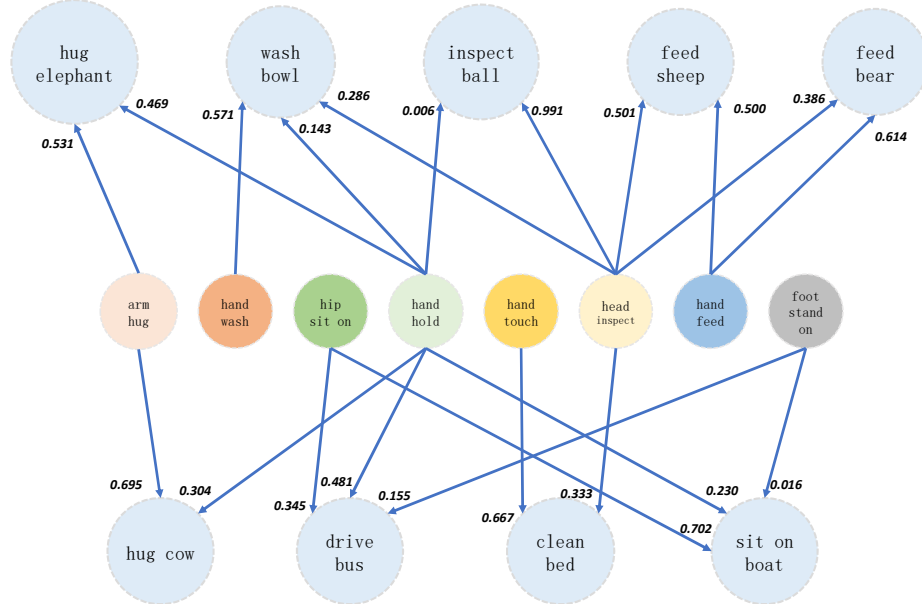 hug
elephant
wash
bowl
inspect
ball
feed
sheep
feed
bear
0.469
0.531
0.571
0.143
0.286
0.006
0.991
0.501
0.500
0.386
0.614
arm
hug
hand
wash
hip
sit on
hand
hold
hand
touch
head
inspect
hand
feed
foot
stand
on
0.695
0.304
0.345
0.481
0.155
0.667
0.333
0.702
0.230
0.016
hug cow
drive
bus
clean
bed
sit on
boat